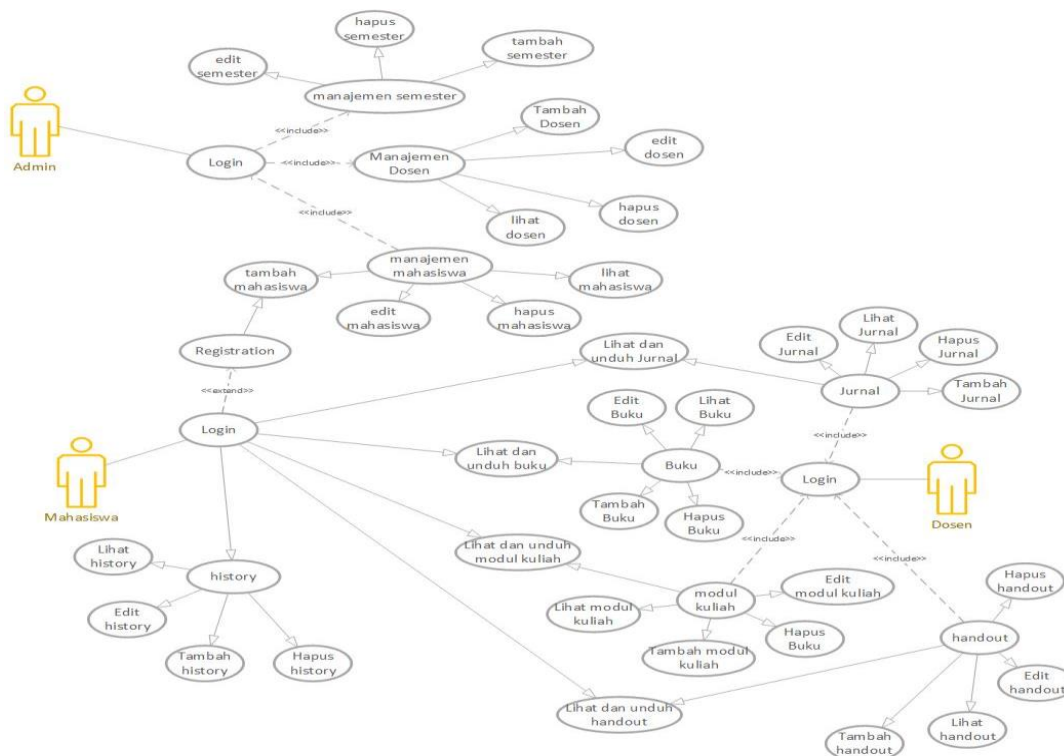 hapus
semester
tambah
semester
edit
semester
manajemen semester
<<include>>
Admin
Login
<<include>>
Manajemen
Dosen
Tambah
Dosen
edit
dosen
hapus
dosen
lihat
dosen
<<include>>
manajemen
mahasiswa
tambah
mahasiswa
lihat
mahasiswa
edit
mahasiswa
hapus
mahasiswa
Registration
<<extend>>
Login
Mahasiswa
Lihat dan
unduh Jurnal
Edit
Jurnal
Lihat
Jurnal
Hapus
Jurnal
Jurnal
Tambah
Jurnal
<<include>>
Edit
Buku
Lihat
Buku
Lihat dan
unduh buku
Buku
<<include>>
Login
Dosen
Tambah
Buku
Hapus
Buku
Lihat dan unduh
modul kuliah
<<include>>
<<include>>
Lihat
history
history
Edit
history
Tambah
history
Hapus
history
modul
kuliah
Edit
modul kuliah
Lihat modul
kuliah
Hapus
Buku
Tambah modul
kuliah
Hapus
handout
handout
Edit
handout
Lihat dan unduh
handout
Tambah
handout
Lihat
handout